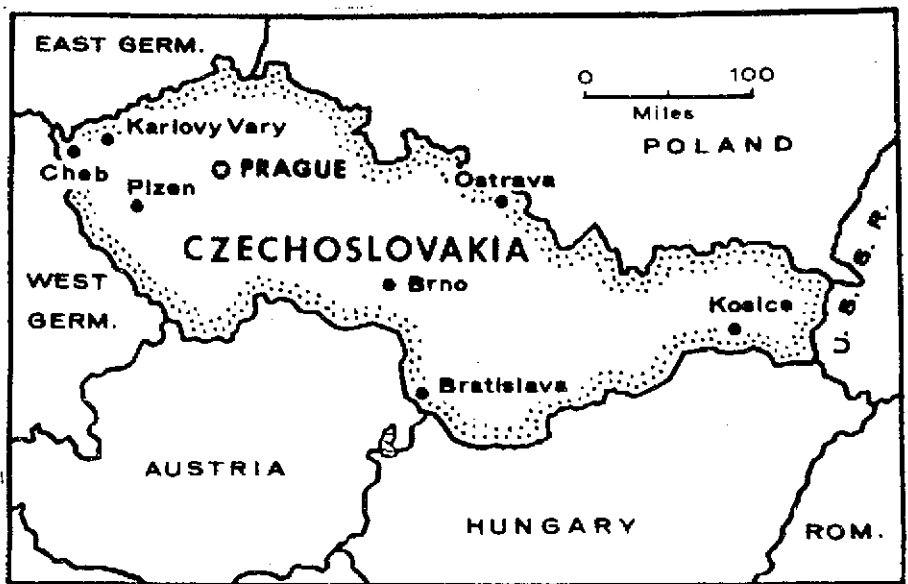 EAST GERM.
0 100
Miles
Karlovy Vary
POLAND
Cheb
PRAGUE
Plzen
Ostrava
U. S. S. R.
CZECHOSLOVAKIA
WEST
GERM.
Brno
Kosice
Bratislava
AUSTRIA
HUNGARY
ROM.